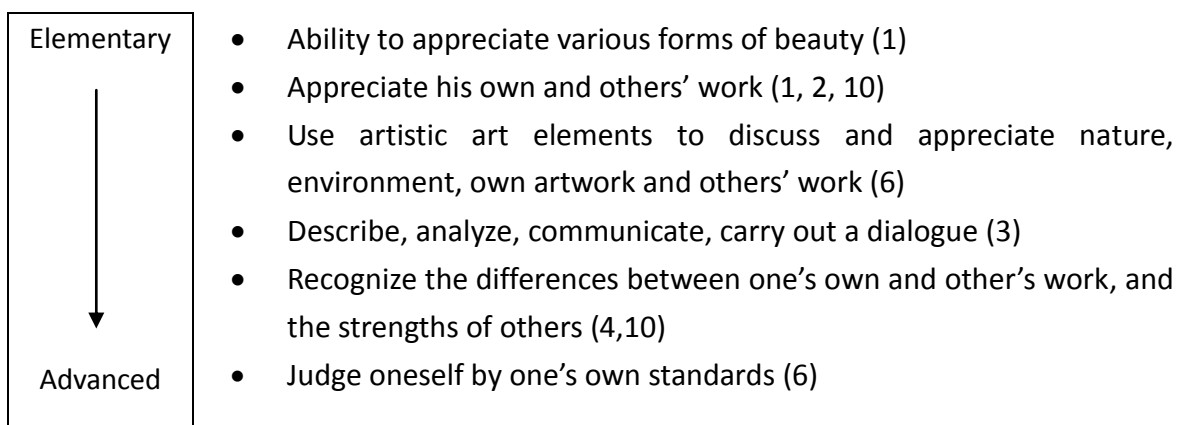 Elementary
• Ability to appreciate various forms of beauty (1)
• Appreciate his own and others’ work (1, 2, 10)
• Use artistic art elements to discuss and appreciate nature,
environment, own artwork and others’ work (6)
• Describe, analyze, communicate, carry out a dialogue (3)
• Recognize the differences between one’s own and other’s work, and
the strengths of others (4,10)
Advanced
• Judge oneself by one’s own standards (6)